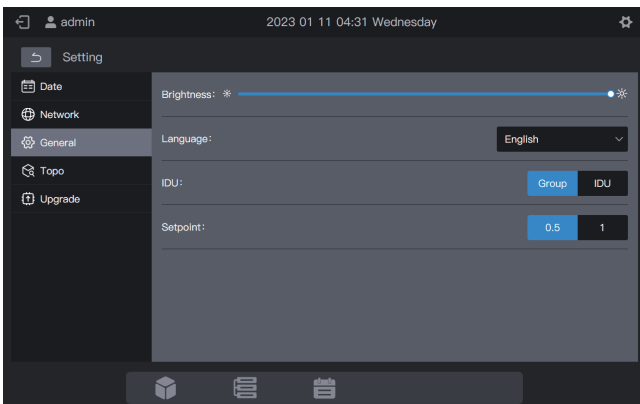 admin 2023 01 11 04:31 Wednesday
Setting
Date
Network
General
Topo
Upgrade
Brightness:
Language: English
IDU: Group IDU
Setpoint: 0.5 1